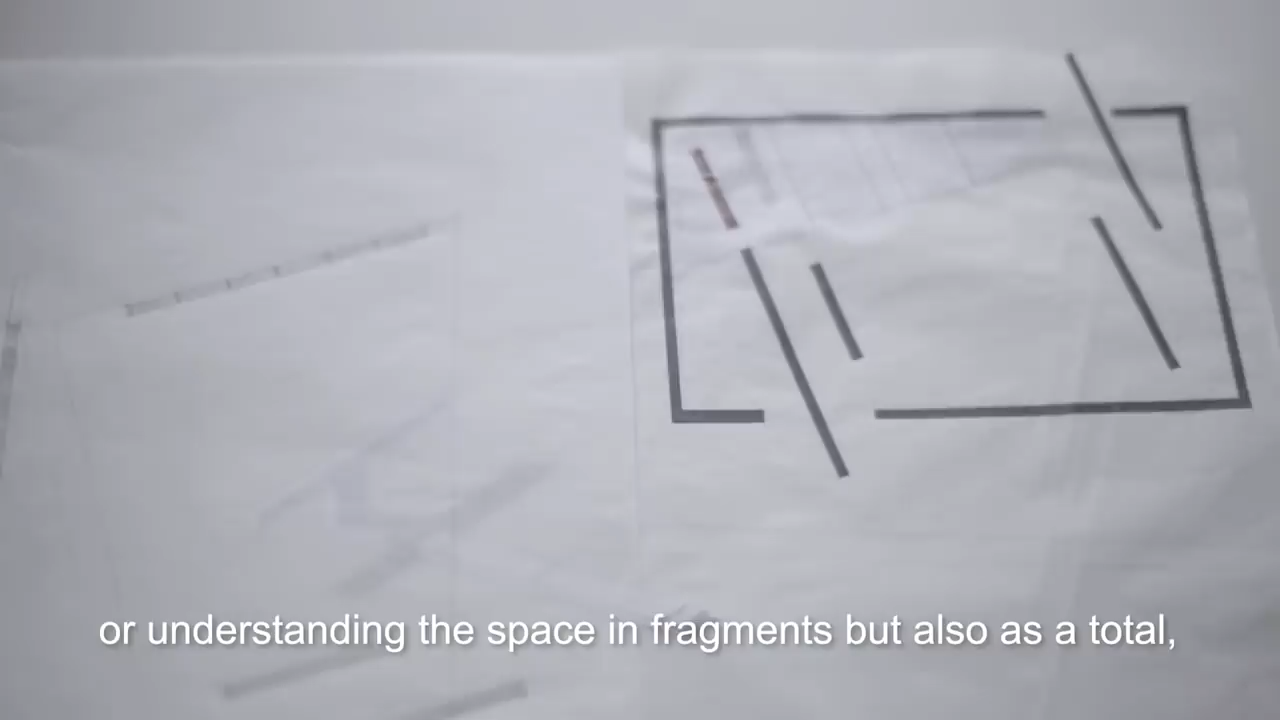 or understanding the space in fragments but also as a total,